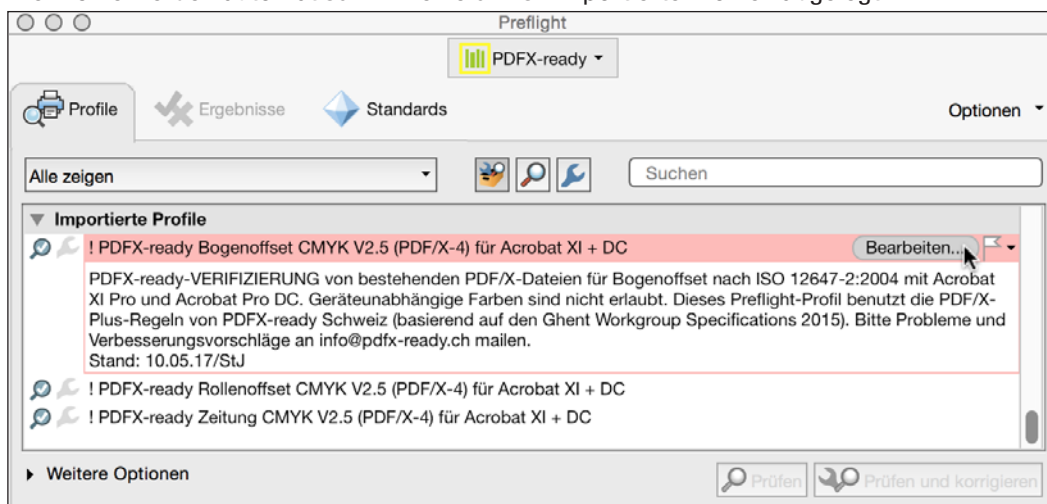 Preflight
PDFX-ready
Profile
Ergebnisse
Standards
Optionen
Alle zeigen
Suchen
Importierte Profile
! PDFX-ready Bogenoffset CMYK V2.5 (PDF/X-4) für Acrobat XI + DC
Bearbeiten...
PDFX-ready-VERIFIZIERUNG von bestehenden PDF/X-Dateien für Bogenoffset nach ISO 12647-2:2004 mit Acrobat
XI Pro und Acrobat Pro DC. Geräteunabhängige Farben sind nicht erlaubt. Dieses Preflight-Profil benutzt die PDF/X-
Plus-Regeln von PDFX-ready Schweiz (basierend auf den Ghent Workgroup Specifications 2015). Bitte Probleme und
Verbesserungsvorschläge an info@pdfx-ready.ch mailen.
Stand: 10.05.17/StJ
! PDFX-ready Rollenoffset CMYK V2.5 (PDF/X-4) für Acrobat XI + DC
! PDFX-ready Zeitung CMYK V2.5 (PDF/X-4) für Acrobat XI + DC
Weitere Optionen
Prüfen
Prüfen und korrigieren